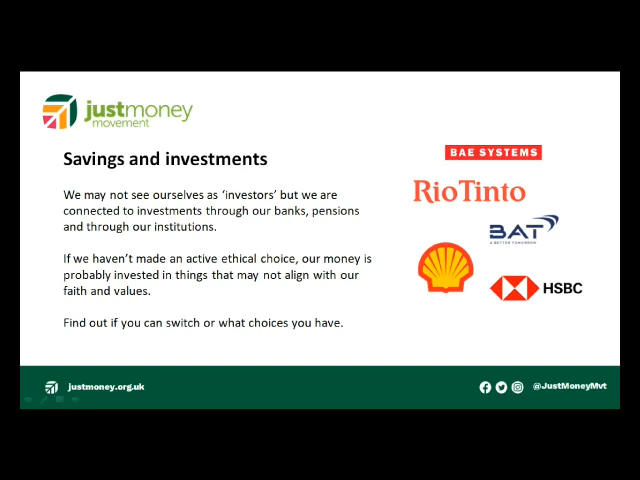 justmoney
movement
Savings and investments
We may not see ourselves as ‘investors’ but we are
connected to investments through our banks, pensions
and through our institutions.
If we haven’t made an active ethical choice, our money is
probably invested in things that may not align with our
faith and values.
Find out if you can switch or what choices you have.
BAE SYSTEMS
RioTinto
BAT
A BETTER TOMORROW
HSBC
justmoney.org.uk
@JustMoneyMvt